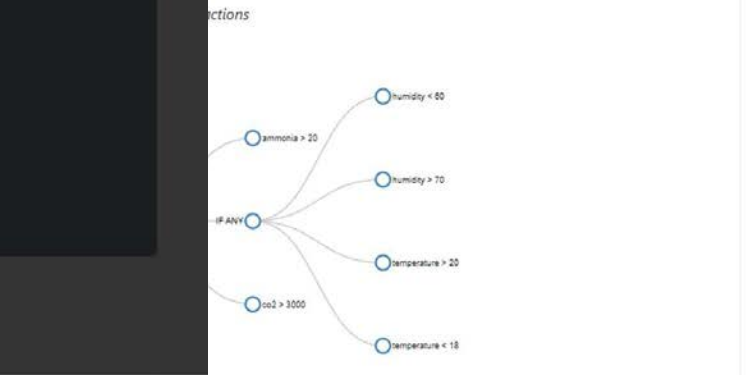 ctions
humidity < 60
ammonia > 20
humidity > 70
IF ANY
temperature > 20
co2 > 3000
temperature < 18